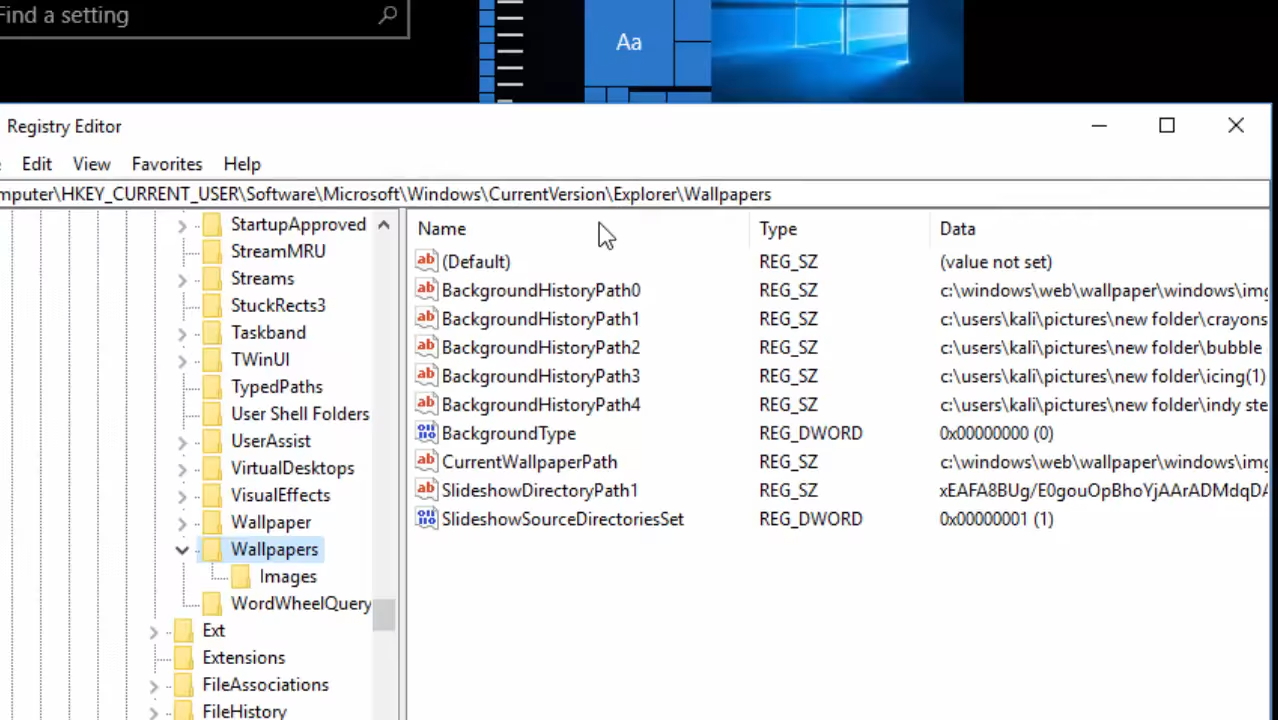 Find a setting
Aa
Registry Editor
Edit View Favorites Help
mputer\HKEY_CURRENT_USER\Software\Microsoft\Windows\CurrentVersion\Explorer\Wallpapers
StartupApproved
StreamMRU
Streams
StuckRects3
Taskband
TWinUI
TypedPaths
User Shell Folders
UserAssist
VirtualDesktops
VisualEffects
Wallpaper
Wallpapers
Images
WordWheelQuery
Ext
Extensions
FileAssociations
FileHistory
Name Type Data
(Default) REG_SZ (value not set)
BackgroundHistoryPath0 REG_SZ c:\windows\web\wallpaper\windows\img
BackgroundHistoryPath1 REG_SZ c:\users\kali\pictures\new folder\crayons
BackgroundHistoryPath2 REG_SZ c:\users\kali\pictures\new folder\bubble
BackgroundHistoryPath3 REG_SZ c:\users\kali\pictures\new folder\icing(1)
BackgroundHistoryPath4 REG_SZ c:\users\kali\pictures\new folder\indy ste
BackgroundType REG_DWORD 0x00000000 (0)
CurrentWallpaperPath REG_SZ c:\windows\web\wallpaper\windows\img
SlideshowDirectoryPath1 REG_SZ xEAFA8BUg/E0gouOpBhoYjAArADMdqDA
SlideshowSourceDirectoriesSet REG_DWORD 0x00000001 (1)